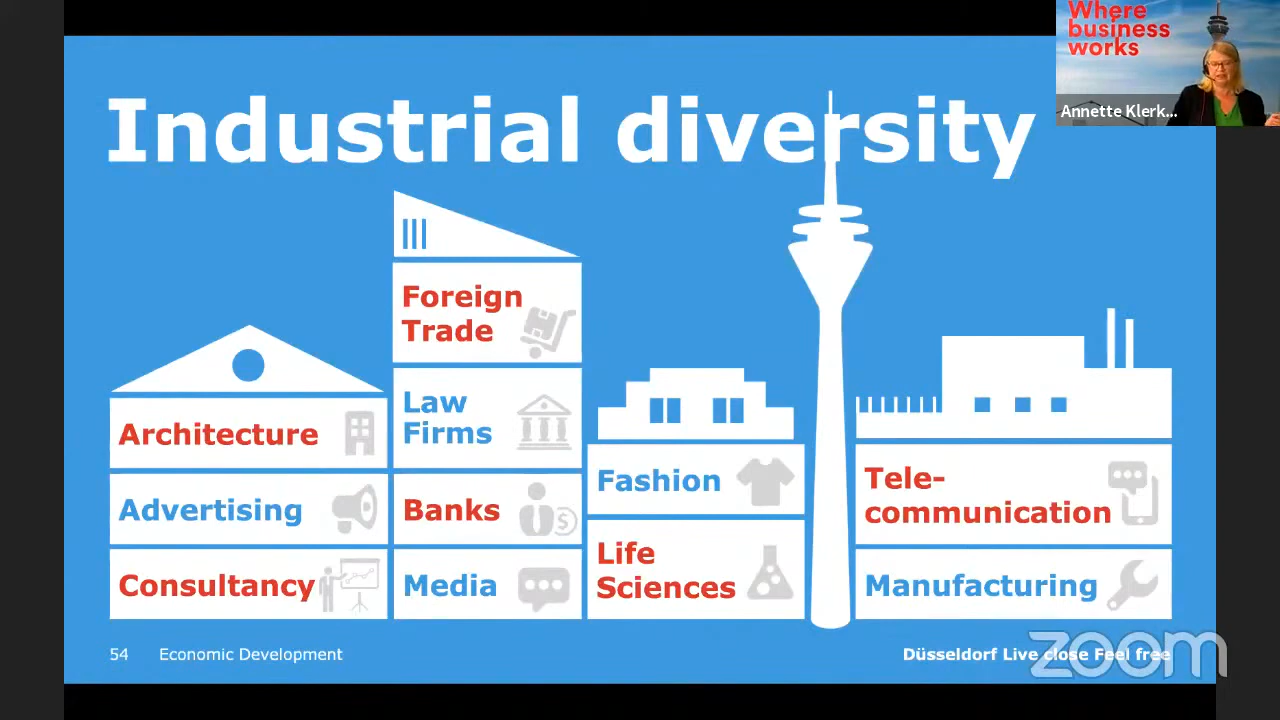 Where
business
works
Annette Klerk...
Industrial diversity
Foreign
Trade
Law
Firms
Banks
Media
Architecture
Advertising
Consultancy
Fashion
Life
Sciences
Tele-
communication
Manufacturing
54 Economic Development
Düsseldorf Live close Feel free
zoom